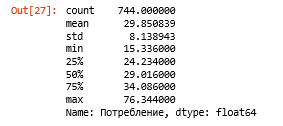 Out[27]: count 744.000000
mean 29.850839
std 8.138943
min 15.336000
25% 24.234000
50% 29.016000
75% 34.086000
max 76.344000
Name: Потребление, dtype: float64